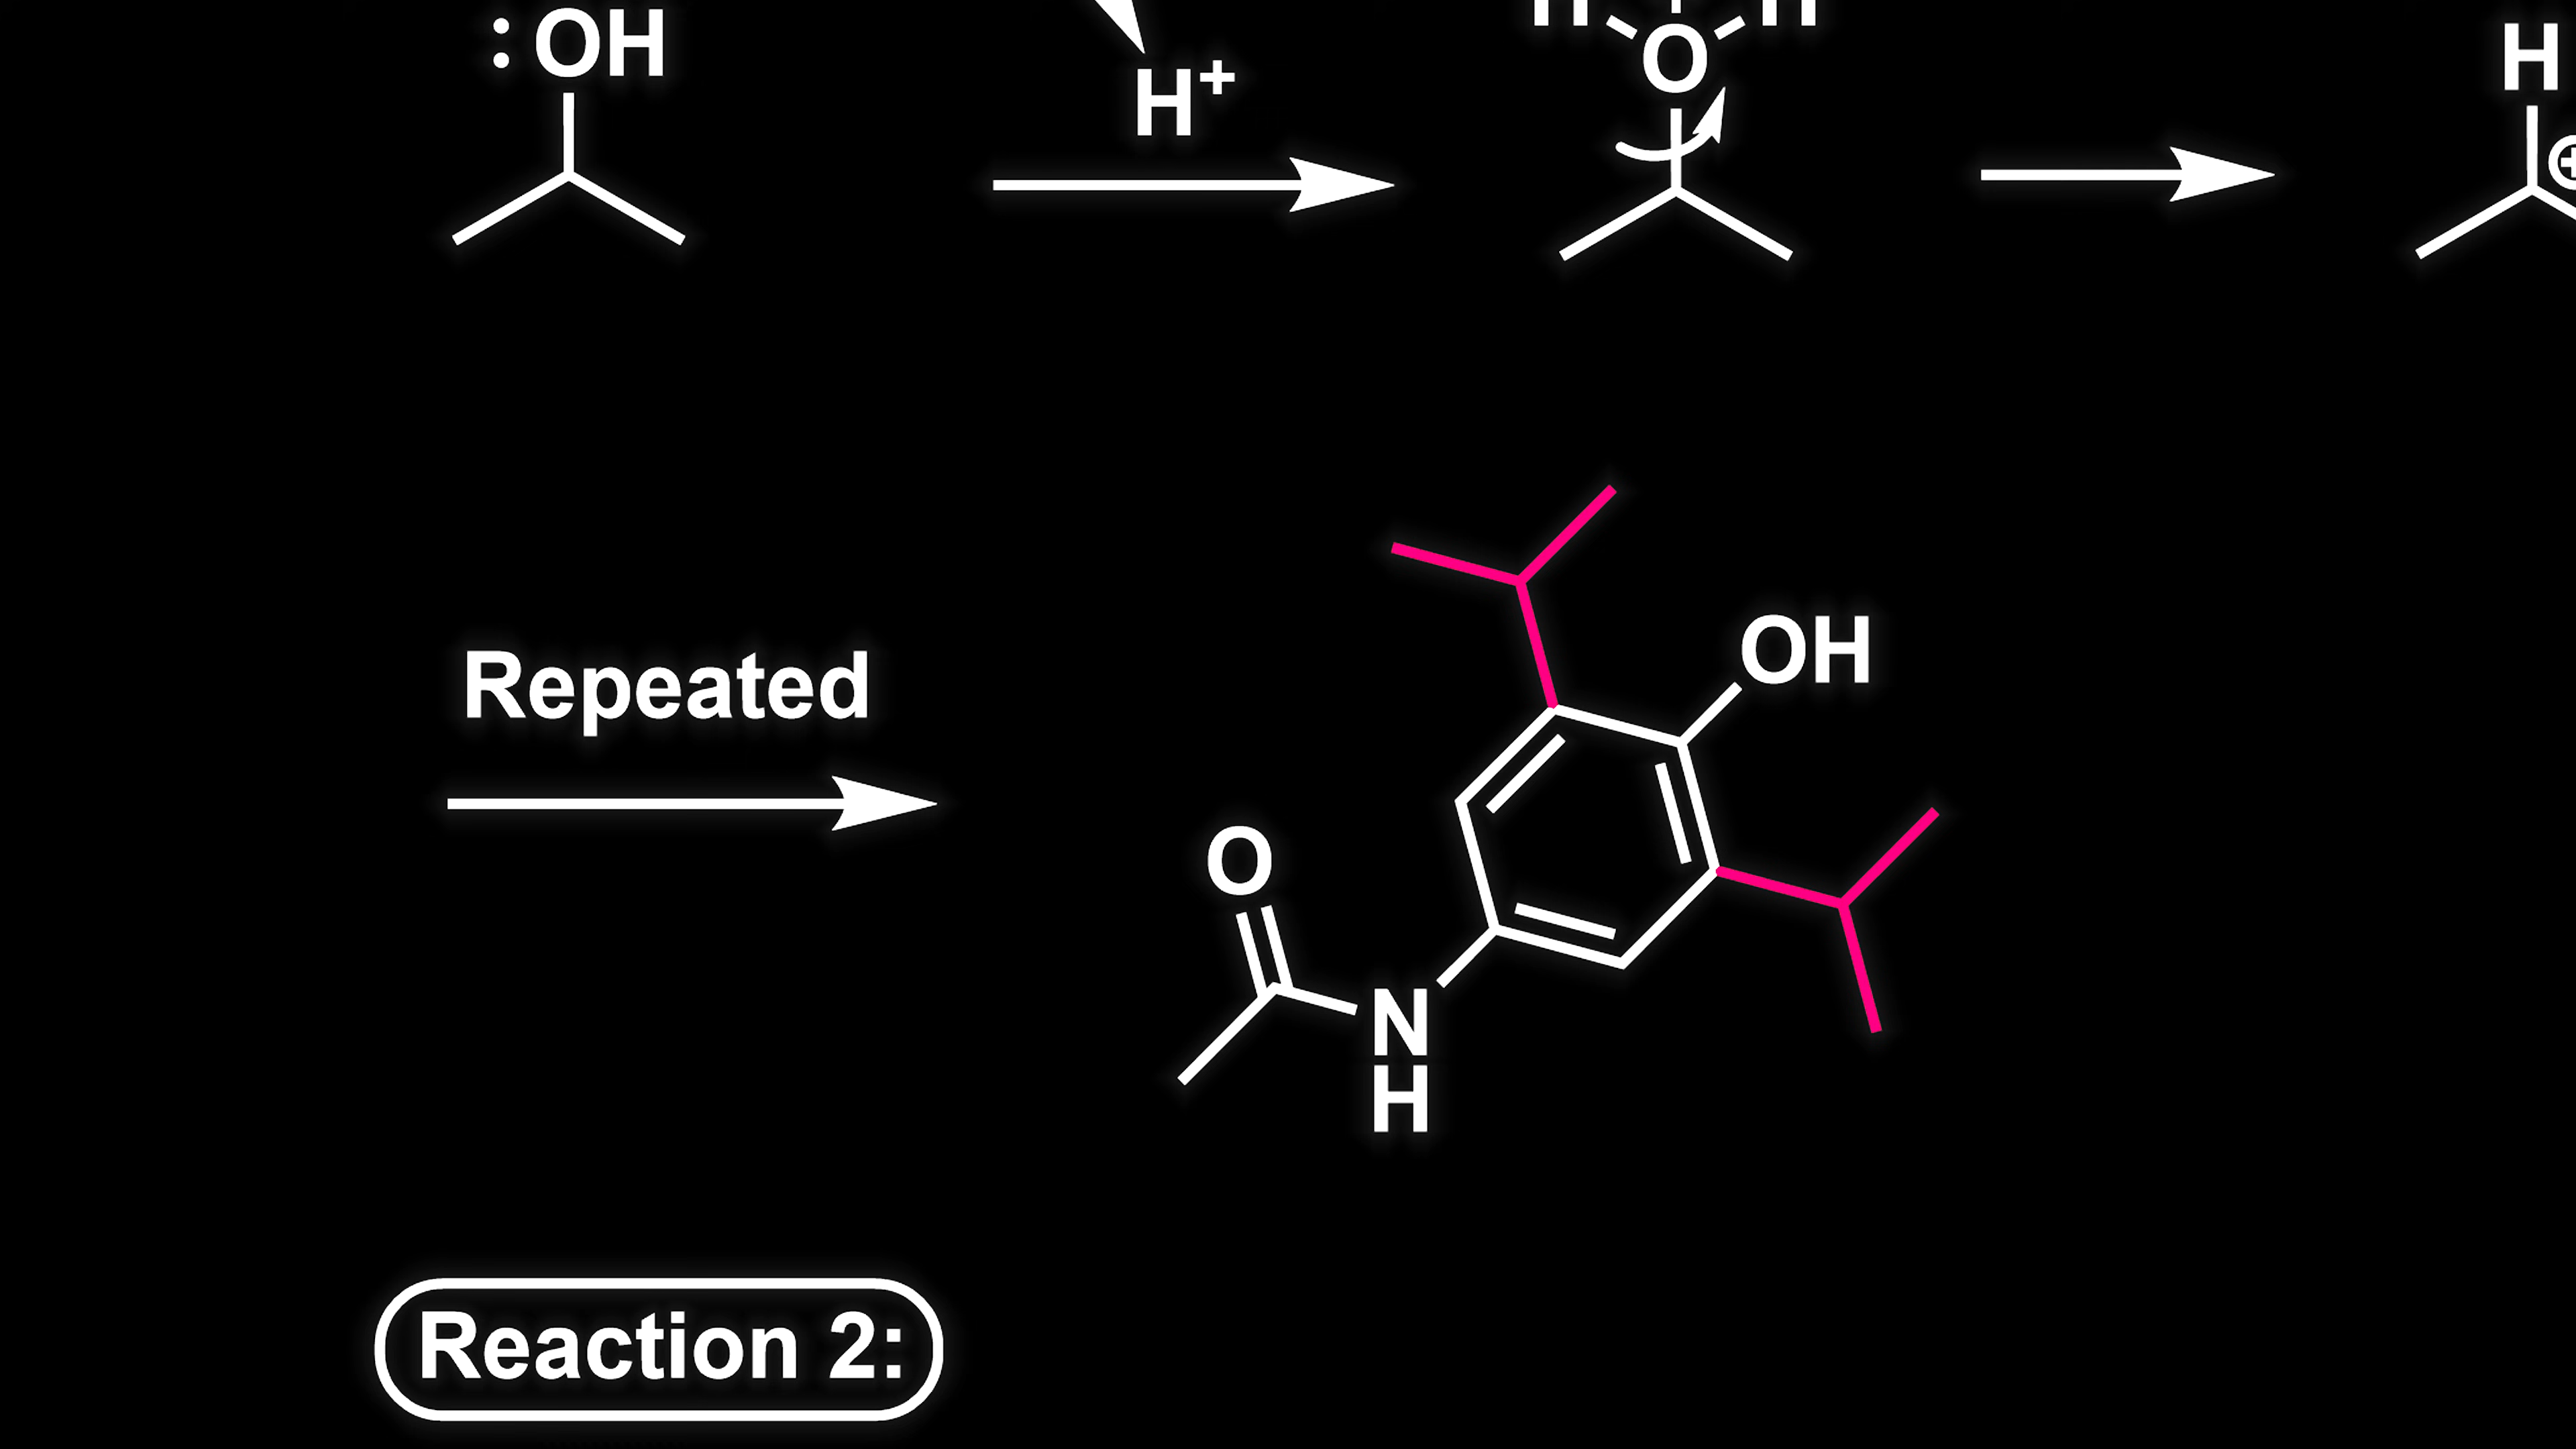 :OH
H+
H O H
H
⊕
Repeated
OH
O
N
H
Reaction 2: